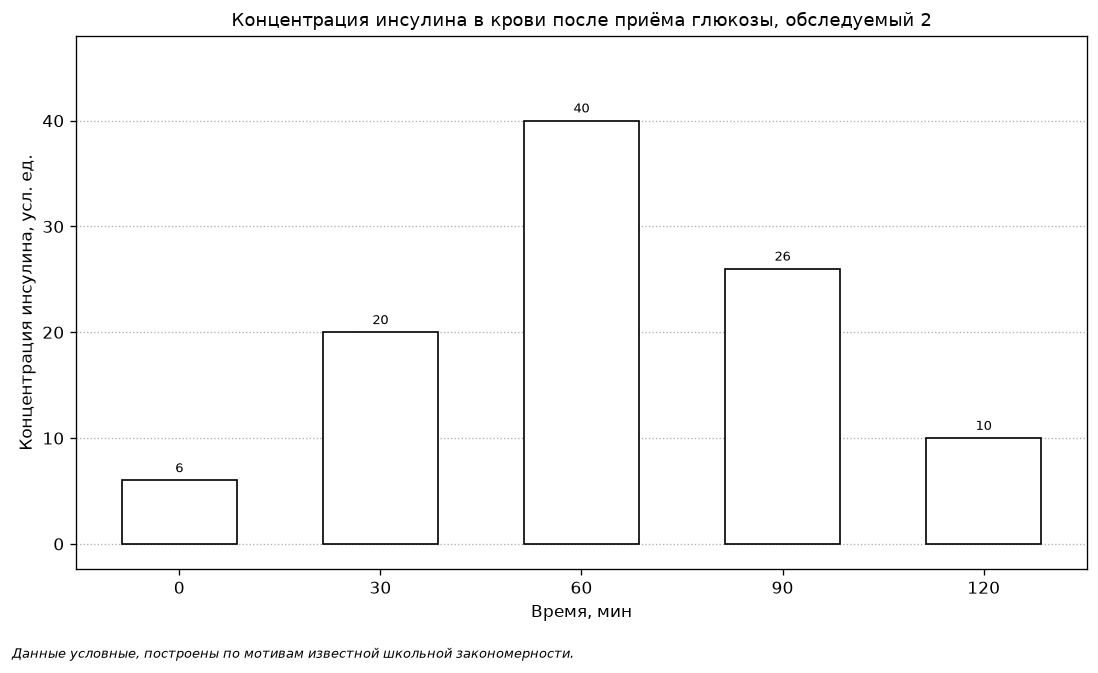 Концентрация инсулина в крови после приёма глюкозы, обследуемый 2
Концентрация инсулина, усл. ед.
40
30
20
10
0
6
20
40
26
10
0 30 60 90 120
Время, мин
Данные условные, построены по мотивам известной школьной закономерности.